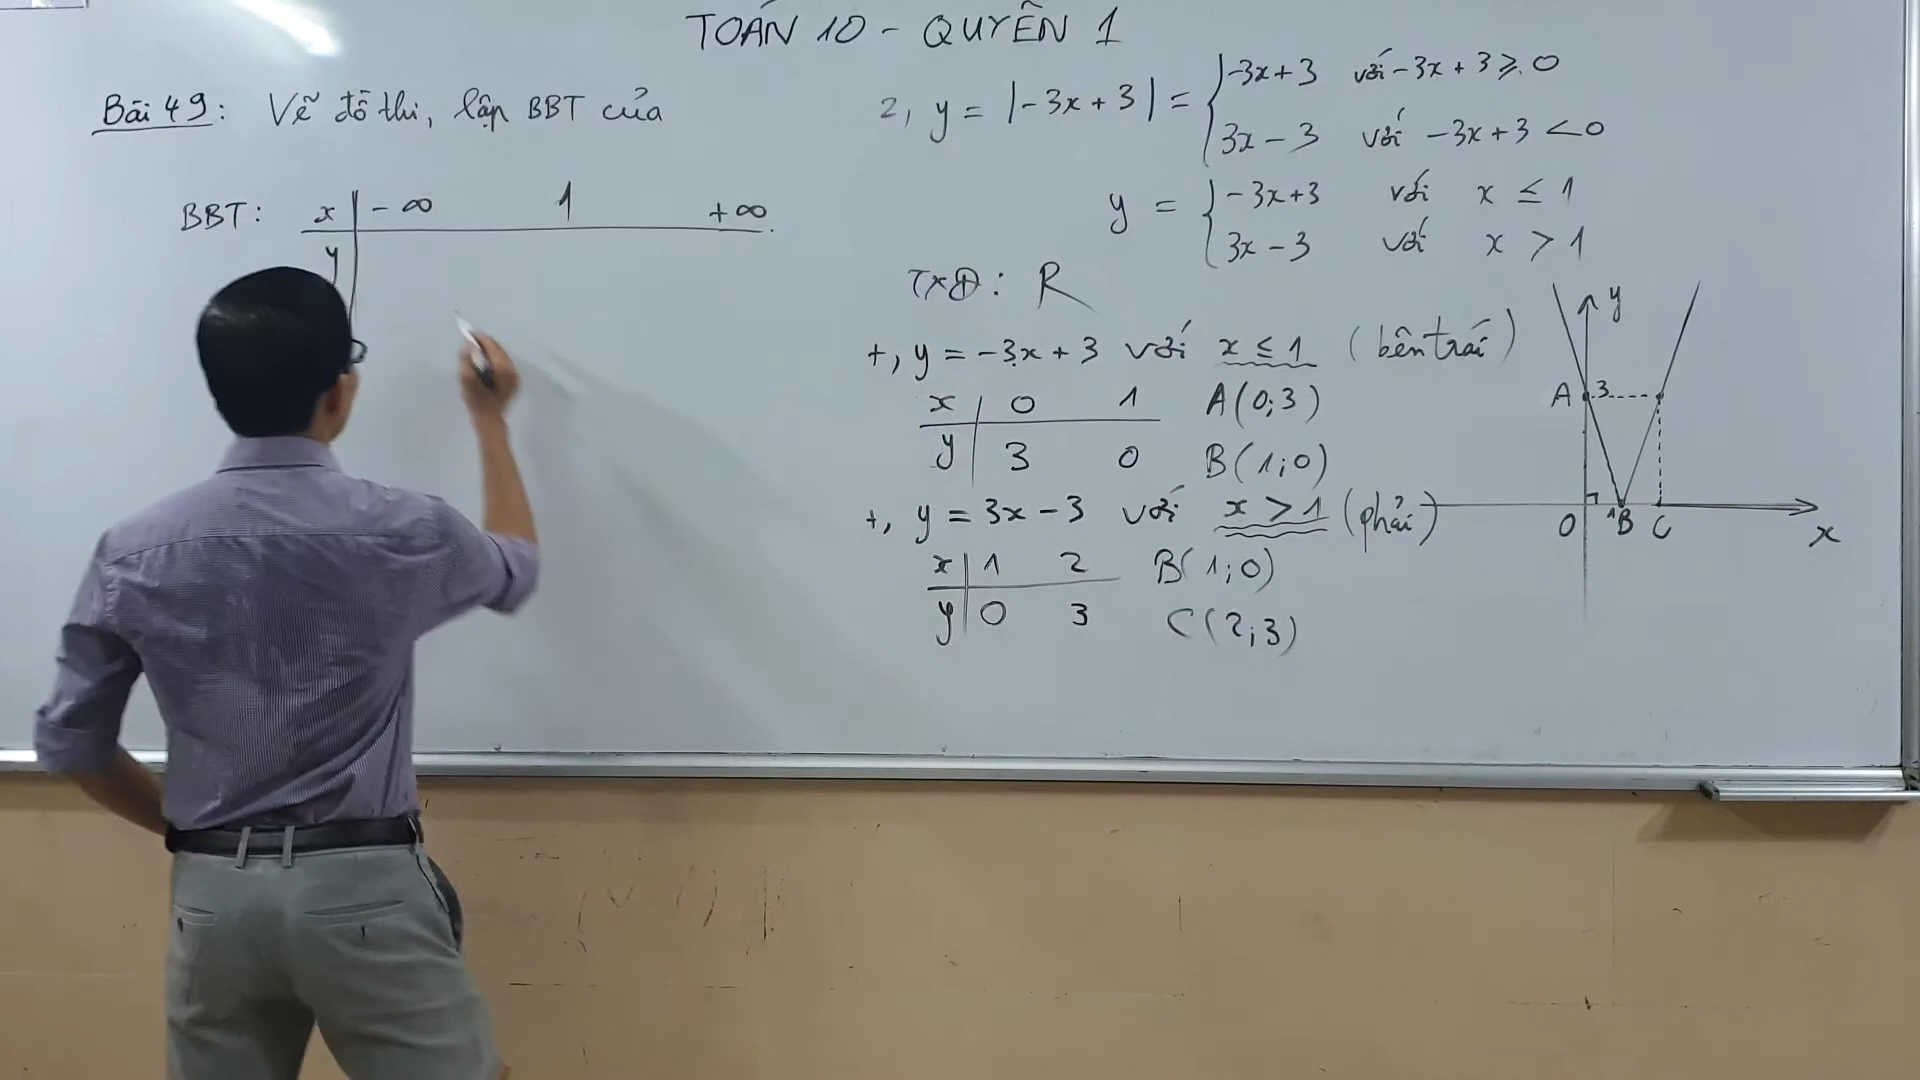 TOÁN 10 - QUYỂN 1
Bài 49: Vẽ đồ thị, lập BBT của
BBT: x | -∞ 1 +∞
y
2, y = |-3x+3| = { -3x+3 với -3x+3 ≥ 0
3x-3 với -3x+3 < 0
y = { -3x+3 với x ≤ 1
3x-3 với x > 1
TXĐ: R
+, y = -3x+3 với x ≤ 1 (bên trái)
x | 0 1 A(0;3)
y | 3 0 B(1;0)
+, y = 3x-3 với x > 1 (phải)
x | 1 2 B(1;0)
y | 0 3 C(2;3)
y
A 3
O 1 B C
x